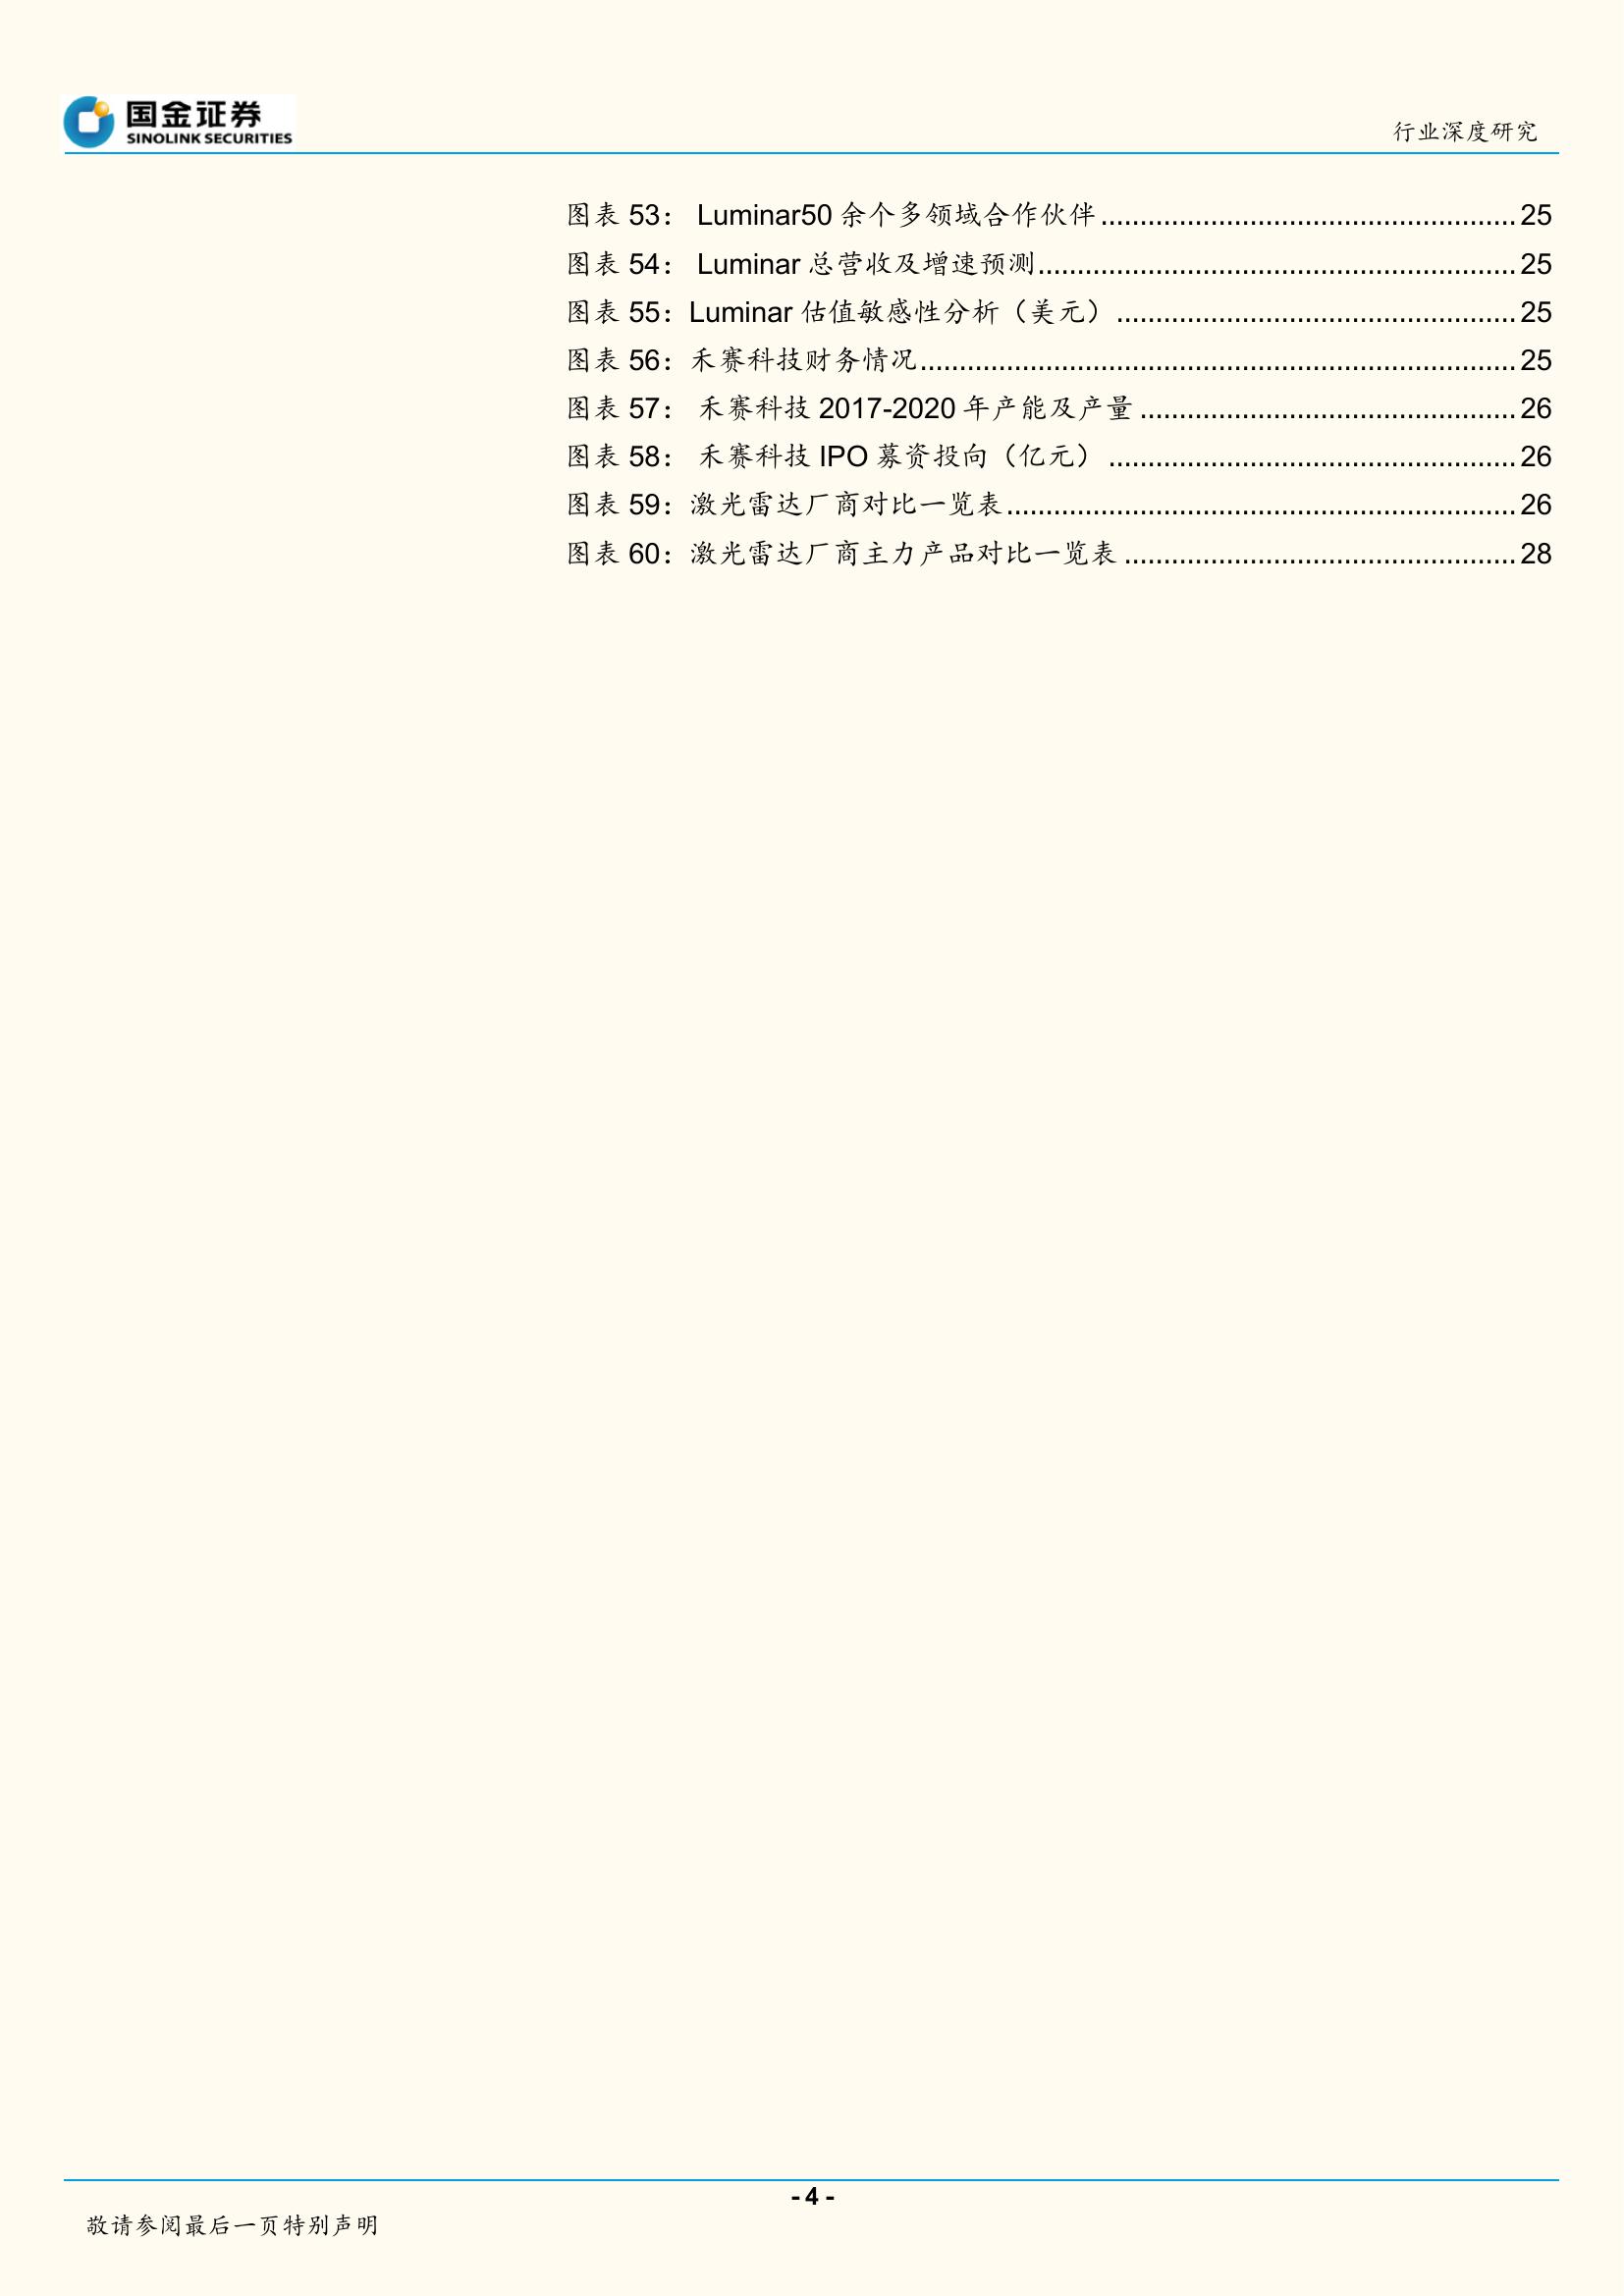 国金证券
SINOLINK SECURITIES
行业深度研究
图表 53： Luminar50 余个多领域合作伙伴......................................................25
图表 54： Luminar 总营收及增速预测..............................................................25
图表 55：Luminar 估值敏感性分析（美元）....................................................25
图表 56：禾赛科技财务情况.............................................................................25
图表 57： 禾赛科技 2017-2020 年产能及产量.................................................26
图表 58： 禾赛科技 IPO 募资投向（亿元）.....................................................26
图表 59：激光雷达厂商对比一览表..................................................................26
图表 60：激光雷达厂商主力产品对比一览表...................................................28
- 4 -
敬请参阅最后一页特别声明